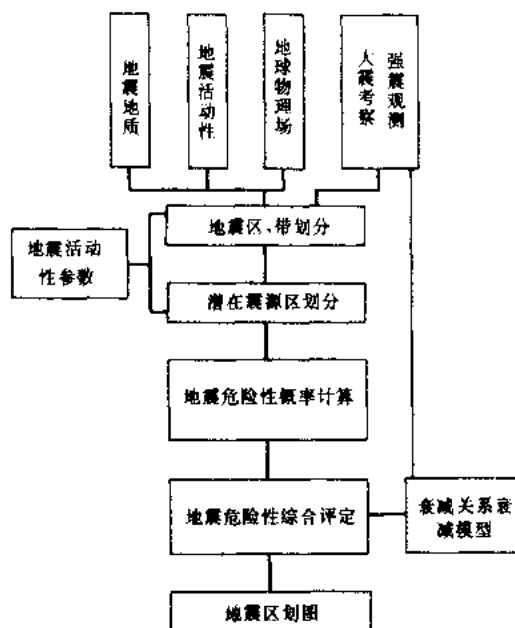 地震地质
地震活动性
地球物理场
强震观测
大震考察
地震区、带划分
地震活动
性参数
潜在震源区划分
地震危险性概率计算
地震危险性综合评定
衰减关系衰
减模型
地震区划图